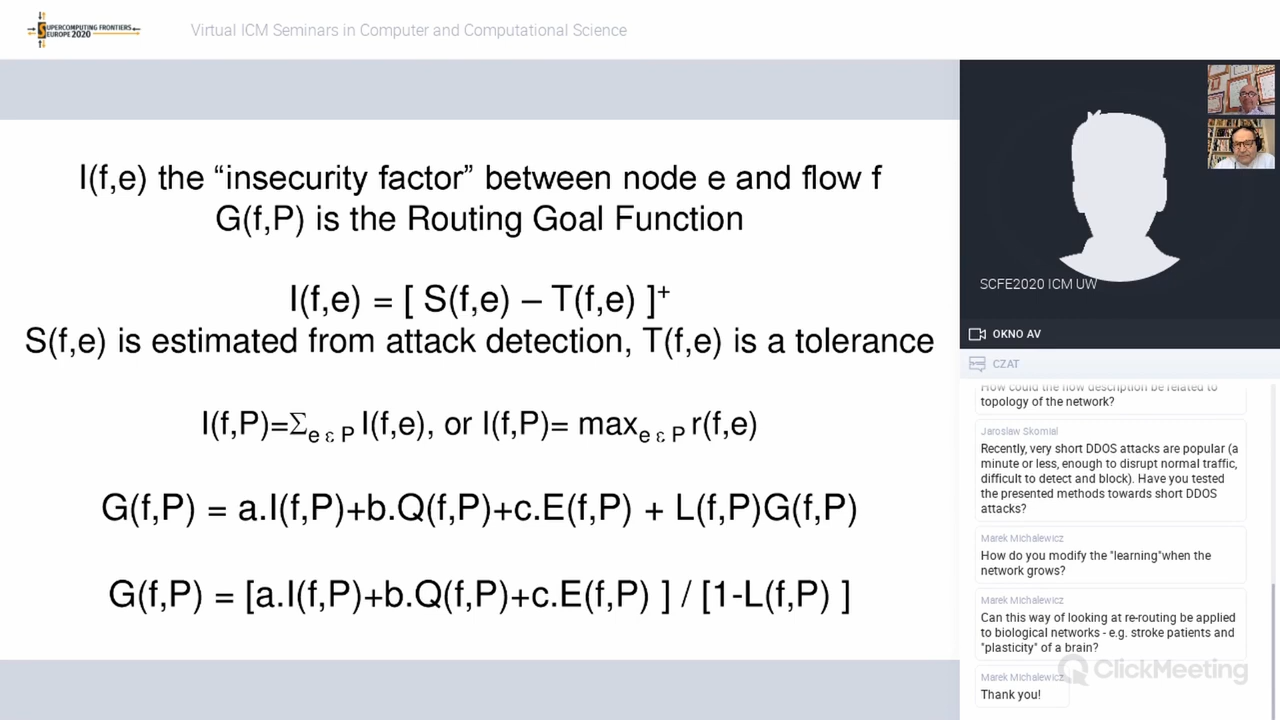 SUPERCOMPUTING FRONTIERS
EUROPE 2020
Virtual ICM Seminars in Computer and Computational Science
I(f,e) the “insecurity factor” between node e and flow f
G(f,P) is the Routing Goal Function
I(f,e) = [ S(f,e) – T(f,e) ]⁺
S(f,e) is estimated from attack detection, T(f,e) is a tolerance
I(f,P)=Σe ε P I(f,e), or I(f,P)= maxe ε P r(f,e)
G(f,P) = a.I(f,P)+b.Q(f,P)+c.E(f,P) + L(f,P)G(f,P)
G(f,P) = [a.I(f,P)+b.Q(f,P)+c.E(f,P) ] / [1-L(f,P) ]
SCFE2020 ICM UW
OKNO AV
CZAT
How could the flow description be related to
topology of the network?
Jaroslaw Skomial
Recently, very short DDOS attacks are popular (a
minute or less, enough to disrupt normal traffic,
difficult to detect and block). Have you tested
the presented methods towards short DDOS
attacks?
Marek Michalewicz
How do you modify the "learning"when the
network grows?
Marek Michalewicz
Can this way of looking at re-routing be applied
to biological networks - e.g. stroke patients and
"plasticity" of a brain?
Marek Michalewicz
Thank you!
ClickMeeting